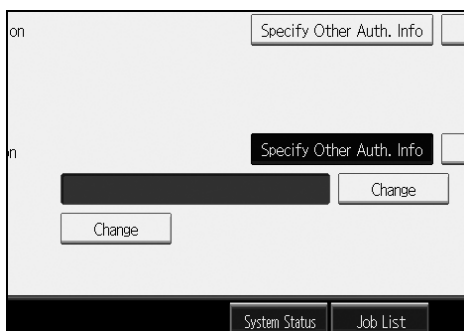 on Specify Other Auth. Info
n Specify Other Auth. Info
Change
Change
System Status Job List